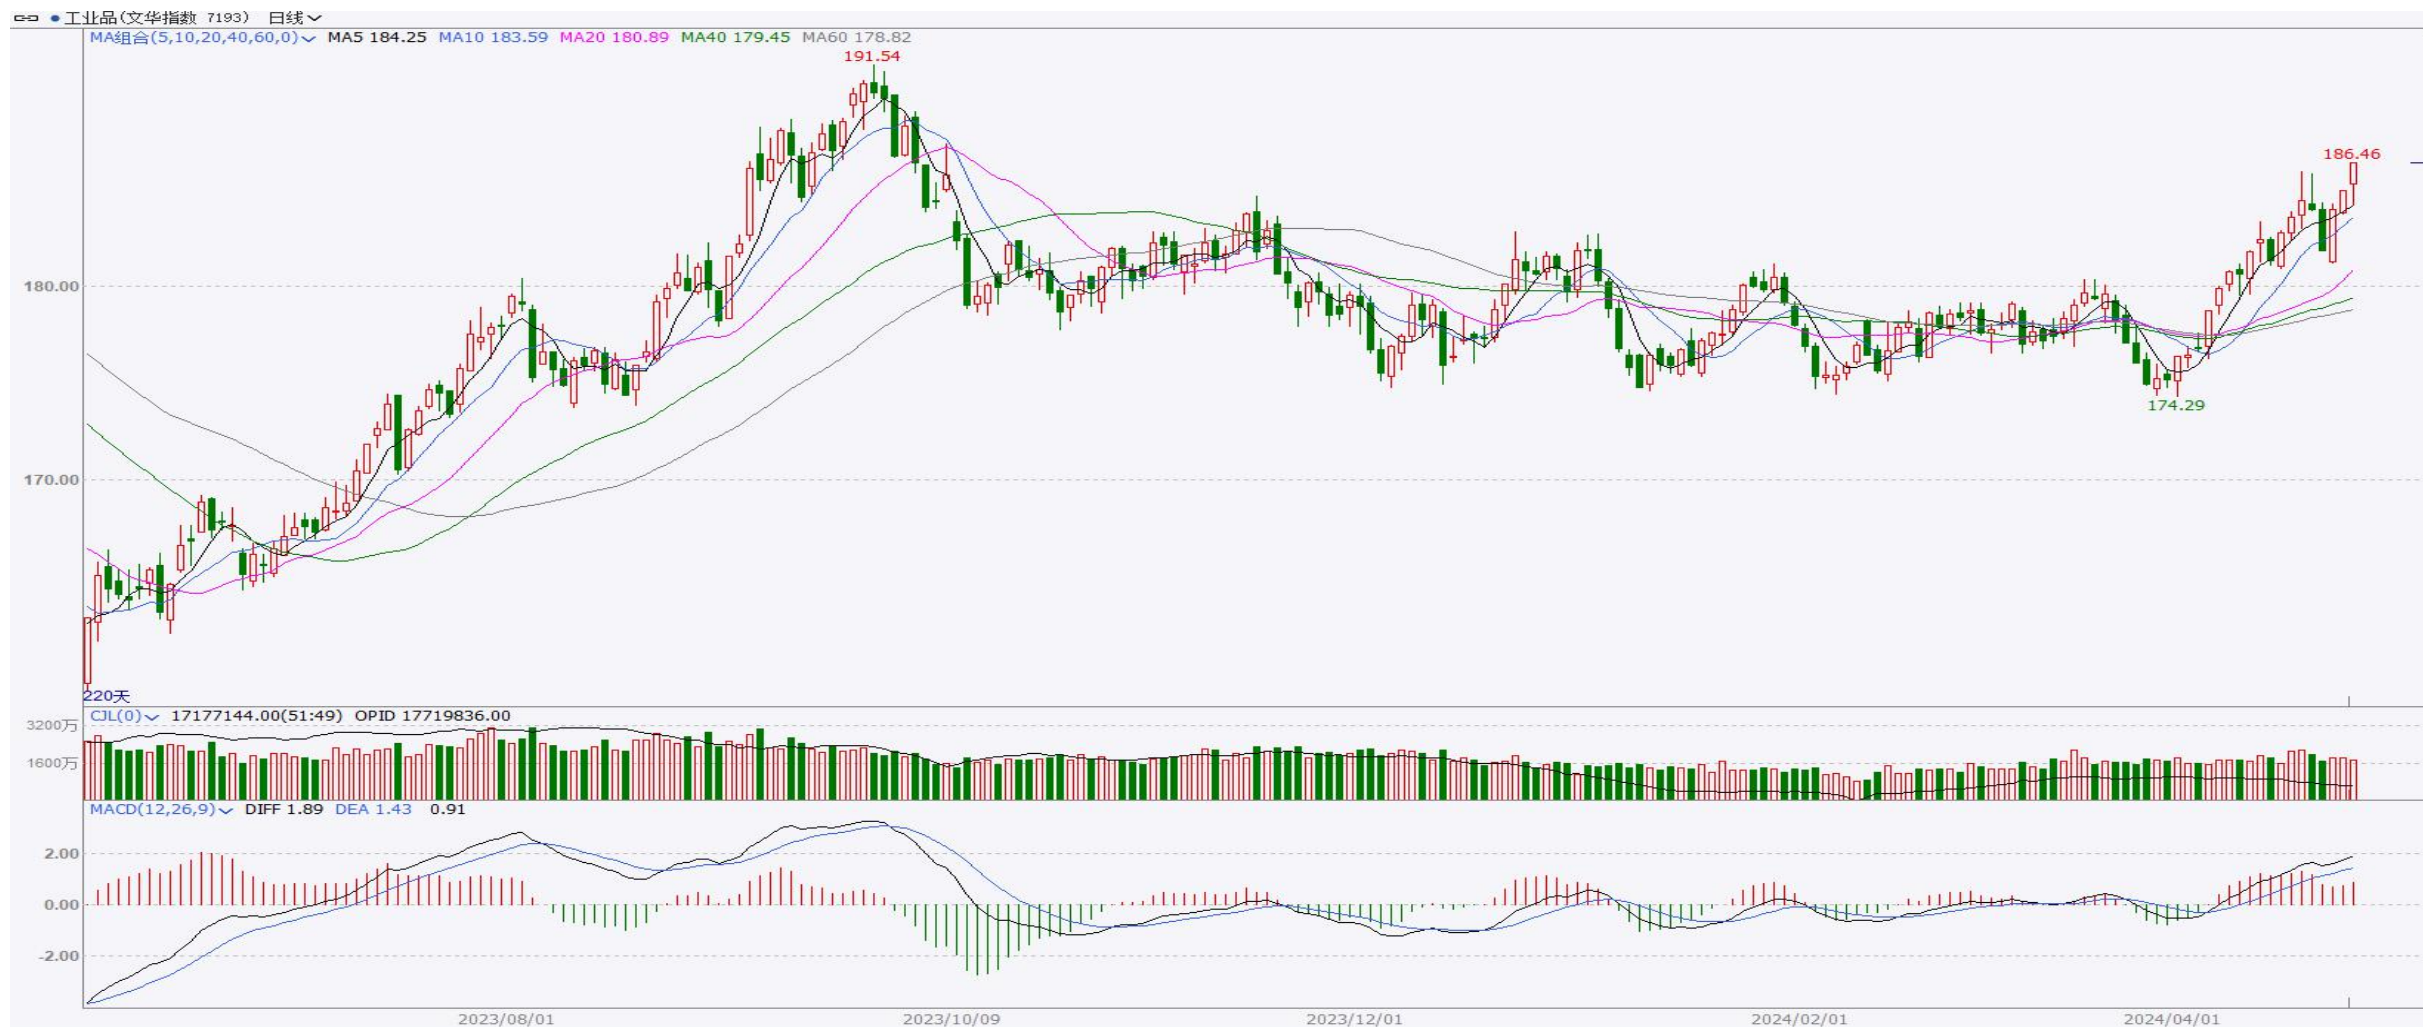 工业品(文华指数 7193) 日线
MA组合(5,10,20,40,60,0) MA5 184.25 MA10 183.59 MA20 180.89 MA40 179.45 MA60 178.82
191.54
186.46
180.00
174.29
170.00
220天
CJL(0) 17177144.00(51:49) OPID 17719836.00
3200万
1600万
MACD(12,26,9) DIFF 1.89 DEA 1.43 0.91
2.00
0.00
-2.00
2023/08/01 2023/10/09 2023/12/01 2024/02/01 2024/04/01